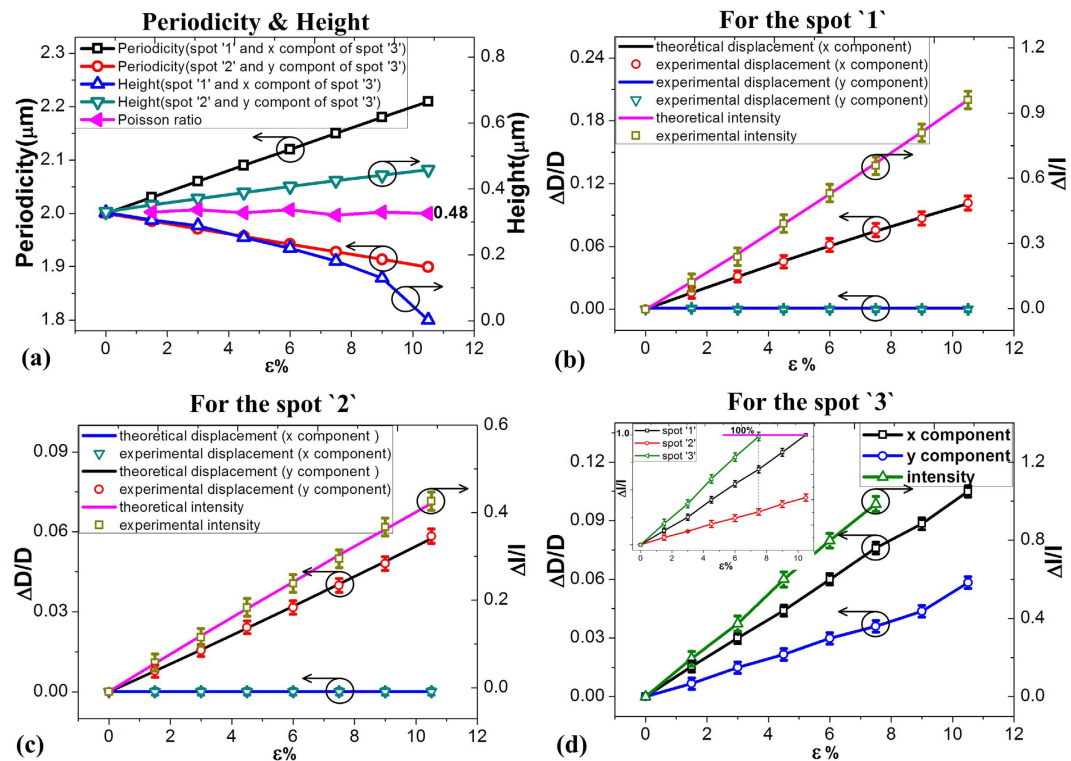 Periodicity & Height
2.3
2.2
2.1
2.0
1.9
1.8
Periodicity(μm)
Periodicity(spot '1' and x compont of spot '3')
Periodicity(spot '2' and y compont of spot '3')
Height(spot '1' and x compont of spot '3')
Height(spot '2' and y compont of spot '3')
Poisson ratio
0.48
0.8
0.6
0.4
0.2
0.0
Height(μm)
0 2 4 6 8 10 12
ε%
(a)
For the spot `1`
0.24
0.18
0.12
0.06
0.00
ΔD/D
theoretical displacement (x component)
experimental displacement (x component)
experimental displacement (y component)
experimental displacement (y component)
theoretical intensity
experimental intensity
1.2
0.9
0.6
0.3
0.0
ΔI/I
0 2 4 6 8 10 12
ε%
(b)
For the spot `2`
0.09
0.06
0.03
0.00
ΔD/D
theoretical displacement (x component )
experimental displacement (x component)
theoretical displacement (y component )
experimental displacement (y component)
theoretical intensity
experimental intensity
0.6
0.4
0.2
0.0
ΔI/I
0 2 4 6 8 10 12
ε%
(c)
For the spot `3`
0.12
0.09
0.06
0.03
0.00
ΔD/D
1.0
spot '1'
spot '2'
spot '3'
100%
ΔI/I
0 2 4 6 8 10
ε%
x component
y component
intensity
1.2
0.8
0.4
0.0
ΔI/I
0 2 4 6 8 10 12
ε%
(d)